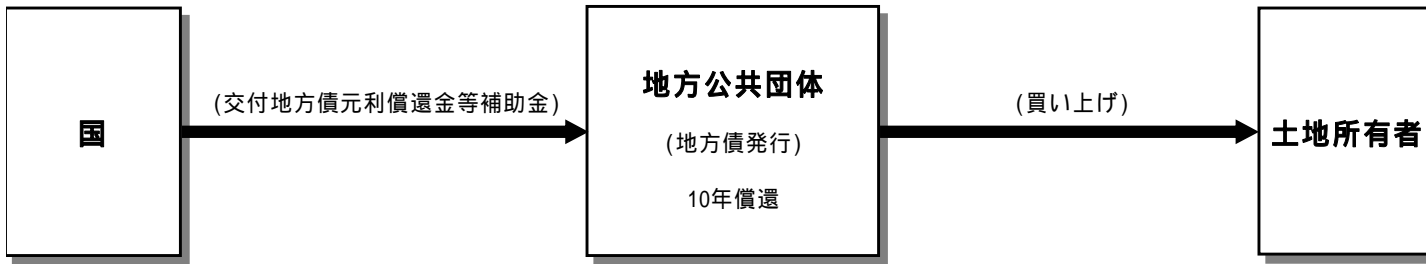 国
(交付地方債元利償還金等補助金)
地方公共団体
(地方債発行)
10年償還
(買い上げ)
土地所有者